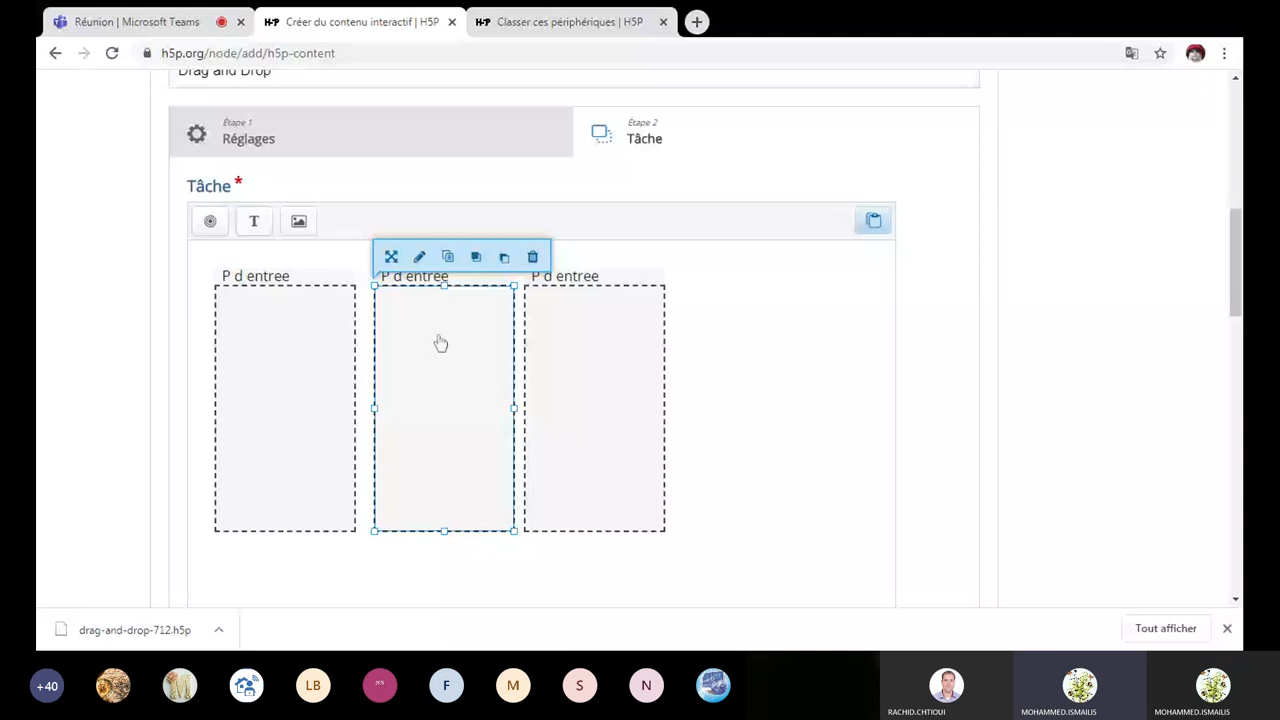 Réunion | Microsoft Teams
H-P Créer du contenu interactif | H5P
H-P Classer ces périphériques | H5P
h5p.org/node/add/h5p-content
Drag and Drop
Étape 1
Réglages
Étape 2
Tâche
Tâche *
T
P d entree
P d entree
P d entree
drag-and-drop-712.h5p
Tout afficher
+40
LB
F
M
S
N
RACHID.CHTIOUI
MOHAMMED.ISMAILIS
MOHAMMED.ISMAILIS